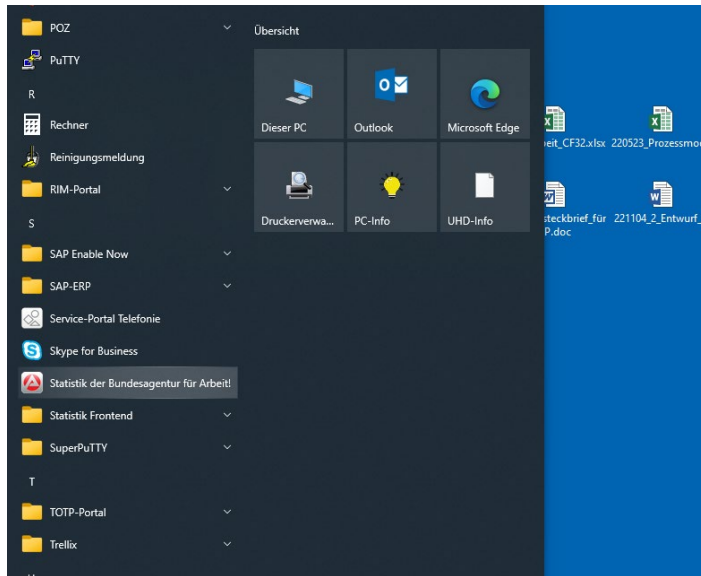 POZ
PuTTY
R
Rechner
Reinigungsmeldung
RIM-Portal
S
SAP Enable Now
SAP-ERP
Service-Portal Telefonie
Skype for Business
Statistik der Bundesagentur für Arbeit!
Statistik Frontend
SuperPuTTY
T
TOTP-Portal
Trellix
Übersicht
Dieser PC
Outlook
Microsoft Edge
Druckerverwa...
PC-Info
UHD-Info
eit_CF32.xlsx
220523_Prozessmo
steckbrief_für
P.doc
221104_2_Entwurf_